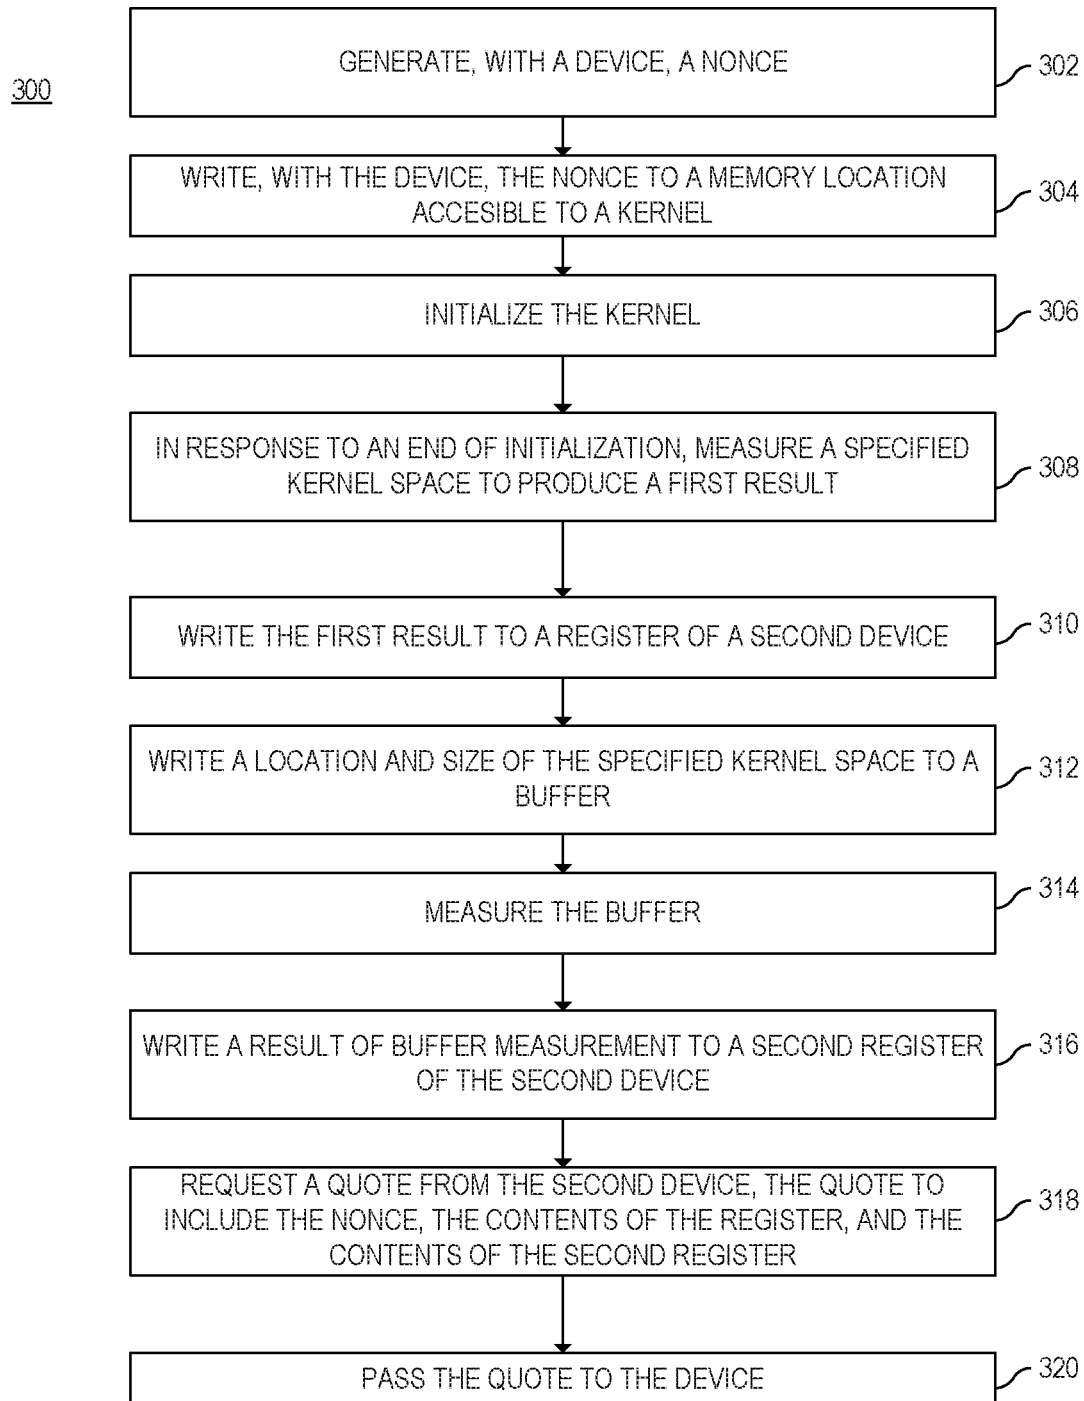 300
GENERATE, WITH A DEVICE, A NONCE
302
WRITE, WITH THE DEVICE, THE NONCE TO A MEMORY LOCATION
ACCESIBLE TO A KERNEL
304
INITIALIZE THE KERNEL
306
IN RESPONSE TO AN END OF INITIALIZATION, MEASURE A SPECIFIED
KERNEL SPACE TO PRODUCE A FIRST RESULT
308
WRITE THE FIRST RESULT TO A REGISTER OF A SECOND DEVICE
310
WRITE A LOCATION AND SIZE OF THE SPECIFIED KERNEL SPACE TO A
BUFFER
312
MEASURE THE BUFFER
314
WRITE A RESULT OF BUFFER MEASUREMENT TO A SECOND REGISTER
OF THE SECOND DEVICE
316
REQUEST A QUOTE FROM THE SECOND DEVICE, THE QUOTE TO
INCLUDE THE NONCE, THE CONTENTS OF THE REGISTER, AND THE
CONTENTS OF THE SECOND REGISTER
318
PASS THE QUOTE TO THE DEVICE
320